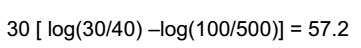 30 [ log(30/40) –log(100/500)] = 57.2